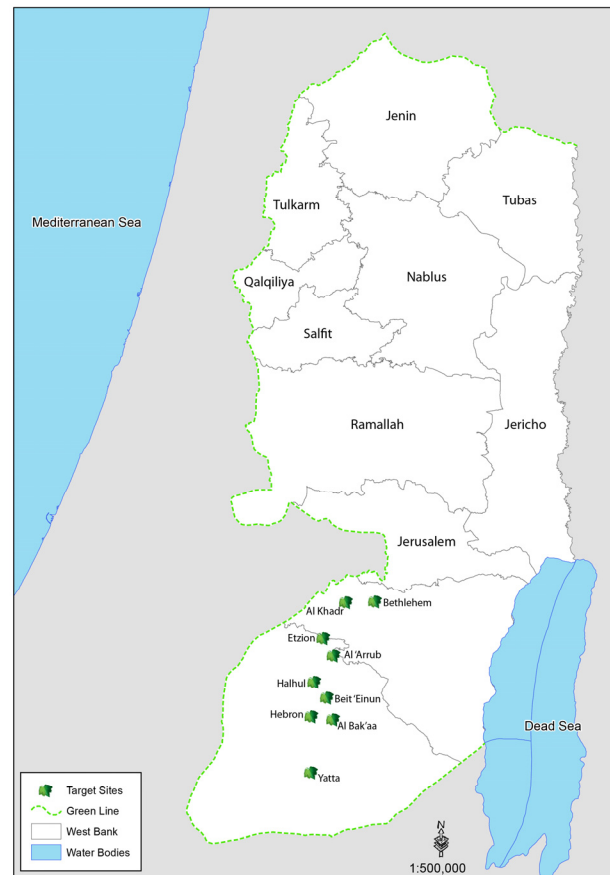 Jenin
Tubas
Tulkarm
Mediterranean Sea
Nablus
Qalqiliya
Salfit
Ramallah
Jericho
Jerusalem
Al Khadr
Bethlehem
Etzion
Al 'Arrub
Halhul
Beit 'Einun
Hebron
Al Bak'aa
Dead Sea
Yatta
Target Sites
Green Line
West Bank
Water Bodies
N
1:500,000